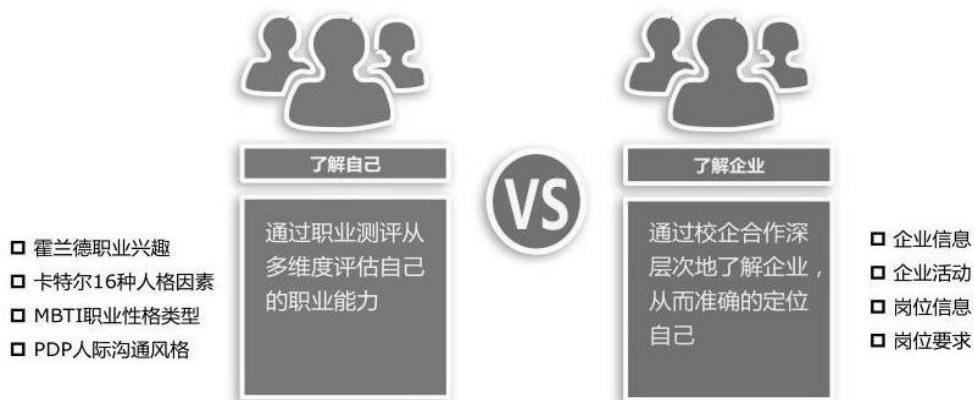 了解自己
通过职业测评从
多维度评估自己
的职业能力
霍兰德职业兴趣
卡特尔16种人格因素
MBTI职业性格类型
PDP人际沟通风格
VS
了解企业
通过校企合作深
层次地了解企业，
从而准确的定位
自己
企业信息
企业活动
岗位信息
岗位要求